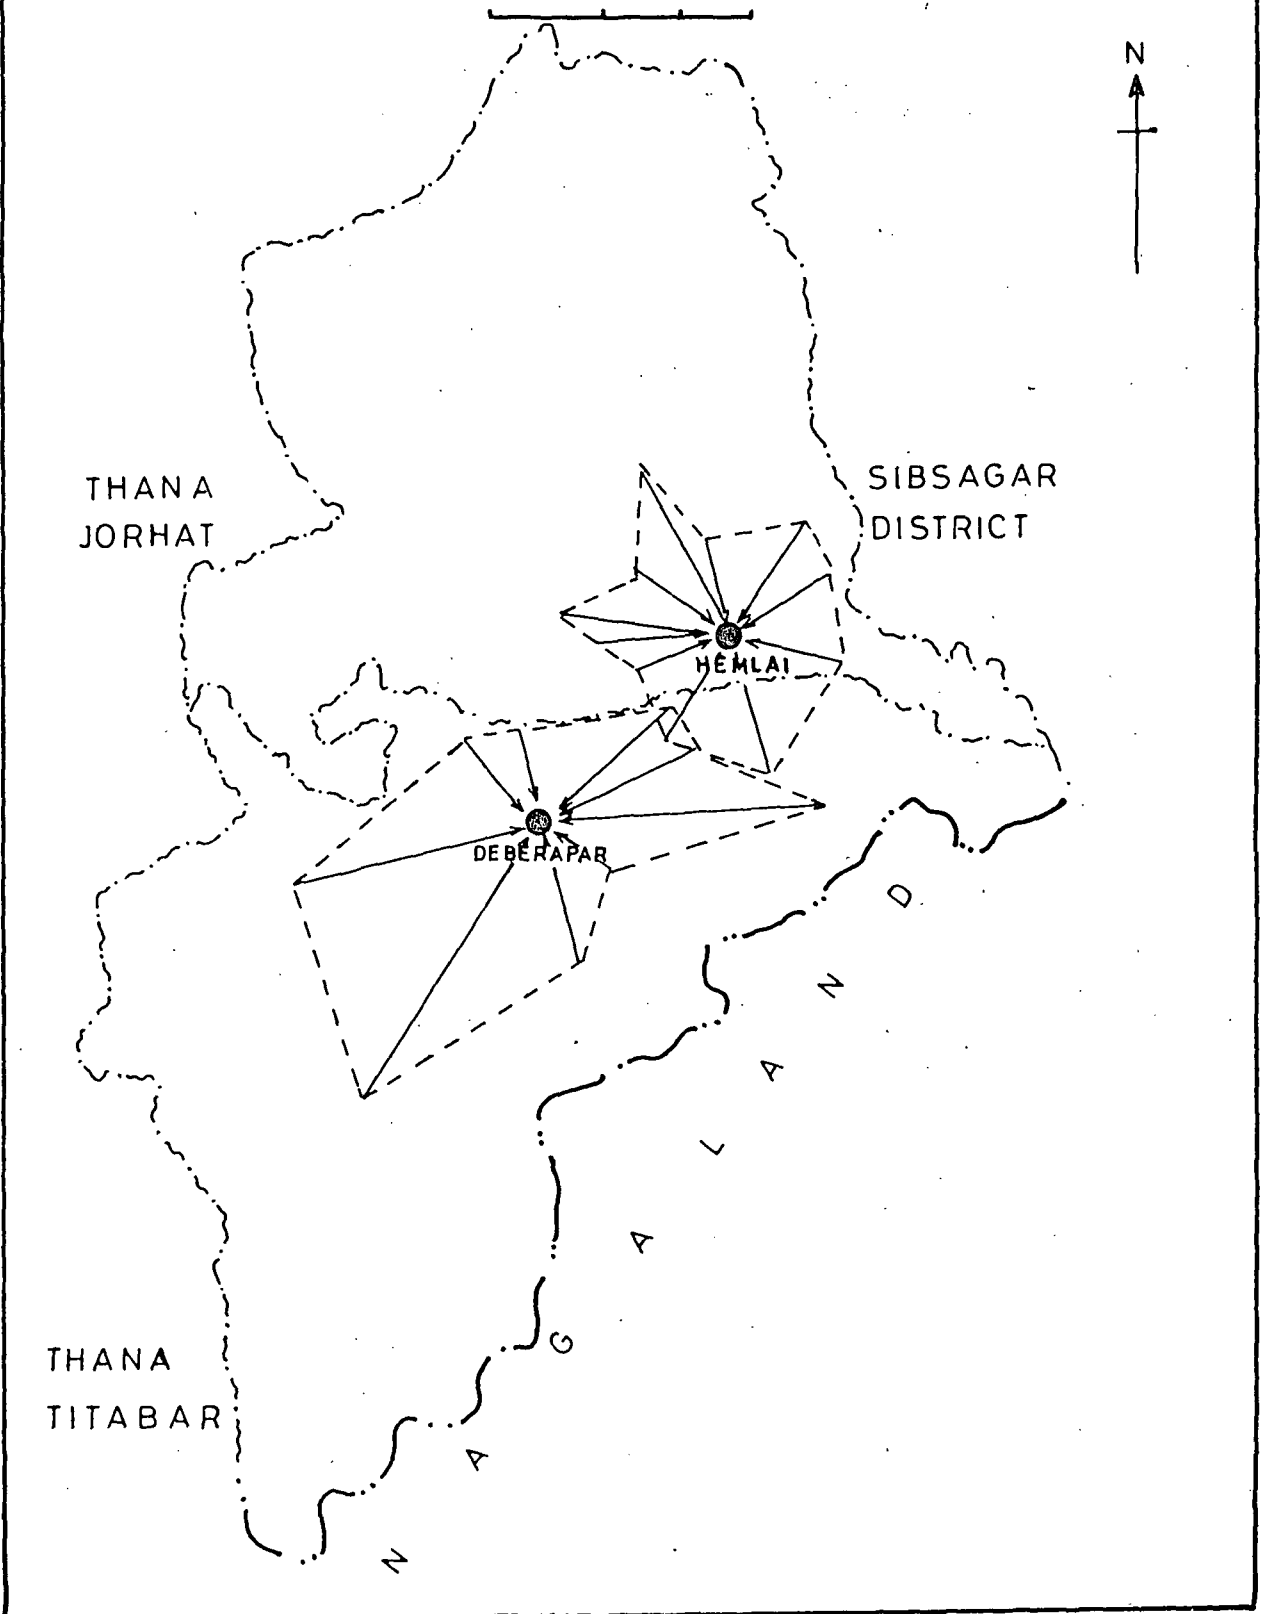 N
THANA
JORHAT
SIBSAGAR
DISTRICT
HEMLAI
DEBERAPAR
NAGALAND
THANA
TITABAR